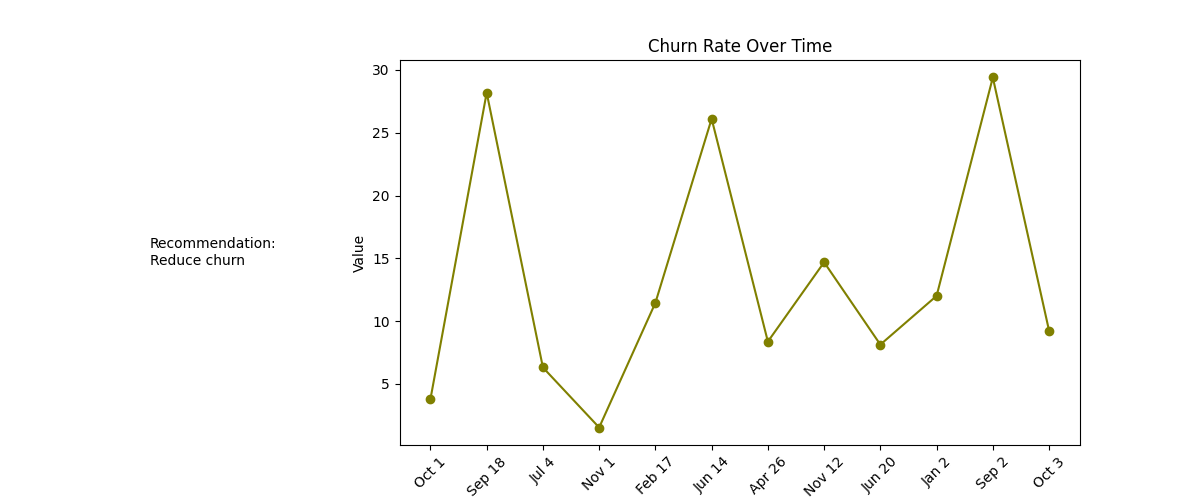 Churn Rate Over Time
Recommendation:
Reduce churn
Value
30
25
20
15
10
5
Oct 1
Sep 18
Jul 4
Nov 1
Feb 17
Jun 14
Apr 26
Nov 12
Jun 20
Jan 2
Sep 2
Oct 3